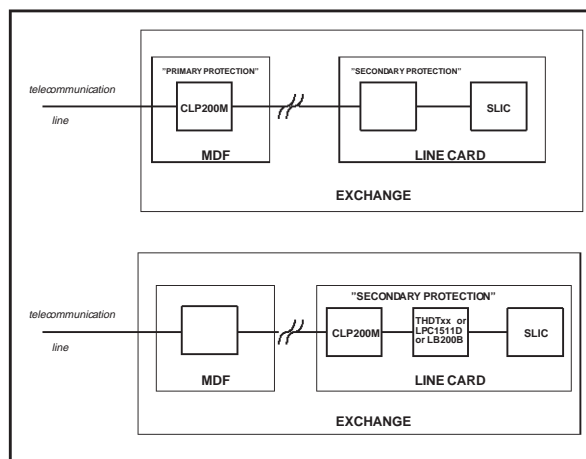 "PRIMARY PROTECTION"
"SECONDARY PROTECTION"
telecommunication
line
CLP200M
SLIC
MDF
LINE CARD
EXCHANGE
"SECONDARY PROTECTION"
telecommunication
line
CLP200M
THDTxx or
LPC1511D
or LB200B
SLIC
MDF
LINE CARD
EXCHANGE